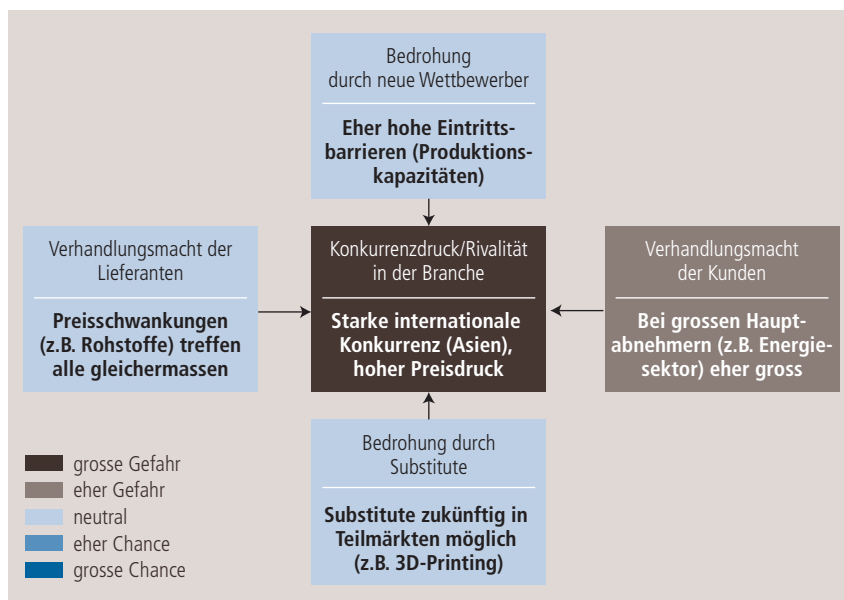 Bedrohung
durch neue Wettbewerber
Eher hohe Eintritts-
barrieren (Produktions-
kapazitäten)
Verhandlungsmacht der
Lieferanten
Preisschwankungen
(z.B. Rohstoffe) treffen
alle gleichermassen
Konkurrenzdruck/Rivalität
in der Branche
Starke internationale
Konkurrenz (Asien),
hoher Preisdruck
Verhandlungsmacht
der Kunden
Bei grossen Haupt-
abnehmern (z.B. Energie-
sektor) eher gross
Bedrohung durch
Substitute
Substitute zukünftig in
Teilmärkten möglich
(z.B. 3D-Printing)
grosse Gefahr
eher Gefahr
neutral
eher Chance
grosse Chance